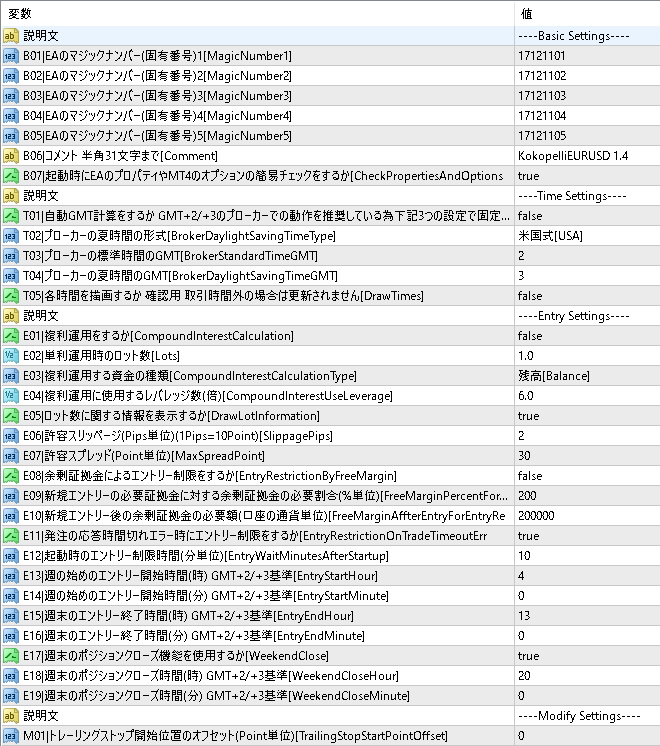 変数 値
説明文 ----Basic Settings----
B01|EAのマジックナンバー(固有番号)1[MagicNumber1] 17121101
B02|EAのマジックナンバー(固有番号)2[MagicNumber2] 17121102
B03|EAのマジックナンバー(固有番号)3[MagicNumber3] 17121103
B04|EAのマジックナンバー(固有番号)4[MagicNumber4] 17121104
B05|EAのマジックナンバー(固有番号)5[MagicNumber5] 17121105
B06|コメント 半角31文字まで[Comment] KokopelliEURUSD 1.4
B07|起動時にEAのプロパティやMT4のオプションの簡易チェックをするか[CheckPropertiesAndOptions true
説明文 ----Time Settings----
T01|自動GMT計算をするか GMT+2/+3のブローカーでの動作を推奨している為下記3つの設定で固定... false
T02|ブローカーの夏時間の形式[BrokerDaylightSavingTimeType] 米国式[USA]
T03|ブローカーの標準時間のGMT[BrokerStandardTimeGMT] 2
T04|ブローカーの夏時間のGMT[BrokerDaylightSavingTimeGMT] 3
T05|各時間を描画するか 確認用 取引時間外の場合は更新されません[DrawTimes] false
説明文 ----Entry Settings----
E01|複利運用をするか[CompoundInterestCalculation] false
E02|単利運用時のロット数[Lots] 1.0
E03|複利運用する資金の種類[CompoundInterestCalculationType] 残高[Balance]
E04|複利運用に使用するレバレッジ数(倍)[CompoundInterestUseLeverage] 6.0
E05|ロット数に関する情報を表示するか[DrawLotInformation] true
E06|許容スリッページ(Pips単位)(1Pips=10Point)[SlippagePips] 2
E07|許容スプレッド(Point単位)[MaxSpreadPoint] 30
E08|余剰証拠金によるエントリー制限をするか[EntryRestrictionByFreeMargin] false
E09|新規エントリーの必要証拠金に対する余剰証拠金の必要割合(%単位)[FreeMarginPercentFor... 200
E10|新規エントリー後の余剰証拠金の必要額(口座の通貨単位)[FreeMarginAffterEntryForEntryRe 200000
E11|発注の応答時間切れエラー時にエントリー制限をするか[EntryRestrictionOnTradeTimeoutErr true
E12|起動時のエントリー制限時間(分単位)[EntryWaitMinutesAfterStartup] 10
E13|週の始めのエントリー開始時間(時) GMT+2/+3基準[EntryStartHour] 4
E14|週の始めのエントリー開始時間(分) GMT+2/+3基準[EntryStartMinute] 0
E15|週末のエントリー終了時間(時) GMT+2/+3基準[EntryEndHour] 13
E16|週末のエントリー終了時間(分) GMT+2/+3基準[EntryEndMinute] 0
E17|週末のポジションクローズ機能を使用するか[WeekendClose] true
E18|週末のポジションクローズ時間(時) GMT+2/+3基準[WeekendCloseHour] 20
E19|週末のポジションクローズ時間(分) GMT+2/+3基準[WeekendCloseMinute] 0
説明文 ----Modify Settings----
M01|トレーリングストップ開始位置のオフセット(Point単位)[TrailingStopStartPointOffset] 0